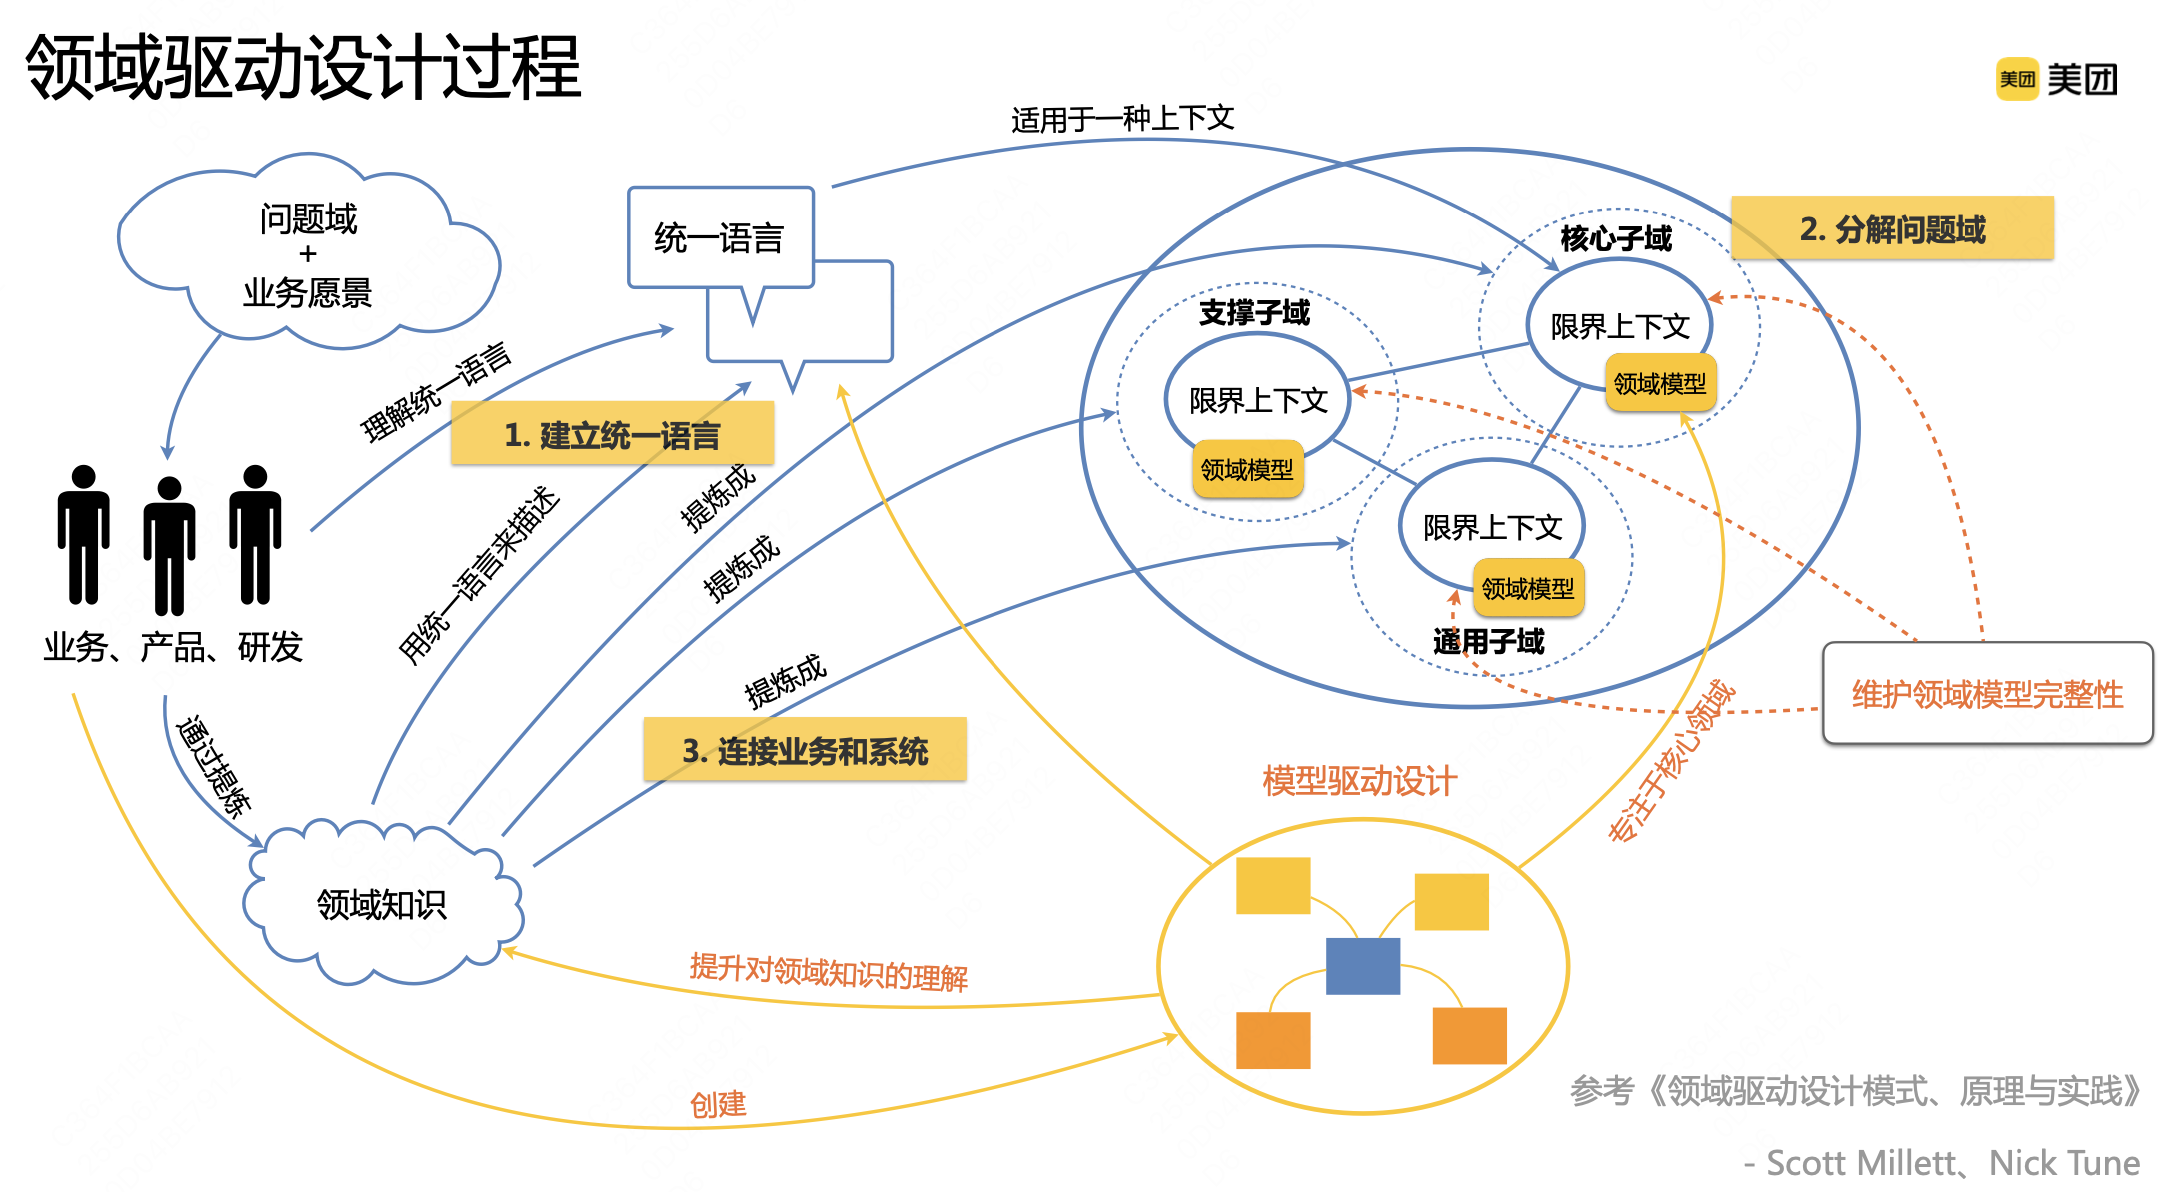 领域驱动设计过程
美团 美团
适用于一种上下文
问题域
+
业务愿景
统一语言
2. 分解问题域
核心子域
限界上下文
领域模型
支撑子域
限界上下文
领域模型
理解统一语言
1. 建立统一语言
用统一语言来描述
提炼成
提炼成
提炼成
限界上下文
领域模型
通用子域
业务、产品、研发
通过提炼
3. 连接业务和系统
维护领域模型完整性
模型驱动设计
专注于核心领域
领域知识
提升对领域知识的理解
创建
参考《领域驱动设计模式、原理与实践》
- Scott Millett、Nick Tune